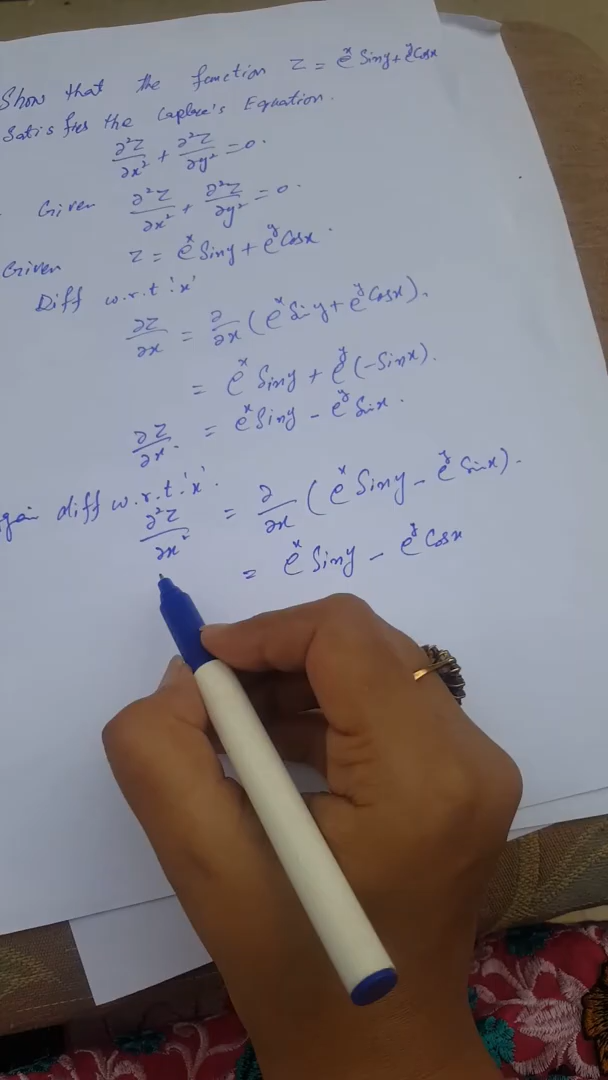 Show that the function Z = e^x Siny + e^y Cosx
Satisfies the Laplace's Equation.
∂²Z/∂x² + ∂²Z/∂y² = 0.
Given ∂²Z/∂x² + ∂²Z/∂y² = 0.
Given Z = e^x Siny + e^y Cosx.
Diff w.r.t 'x'
∂Z/∂x = ∂/∂x (e^x Siny + e^y Cosx).
= e^x Siny + e^y (-Sinx).
∂Z/∂x. = e^x Siny - e^y Sinx.
gain diff w.r.t 'x'.
∂²Z/∂x² = ∂/∂x (e^x Siny - e^y Sinx).
= e^x Siny - e^y Cosx